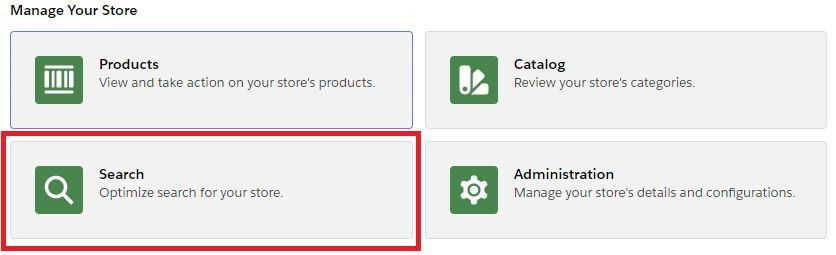 Manage Your Store
Products
View and take action on your store's products.
Catalog
Review your store's categories.
Search
Optimize search for your store.
Administration
Manage your store's details and configurations.